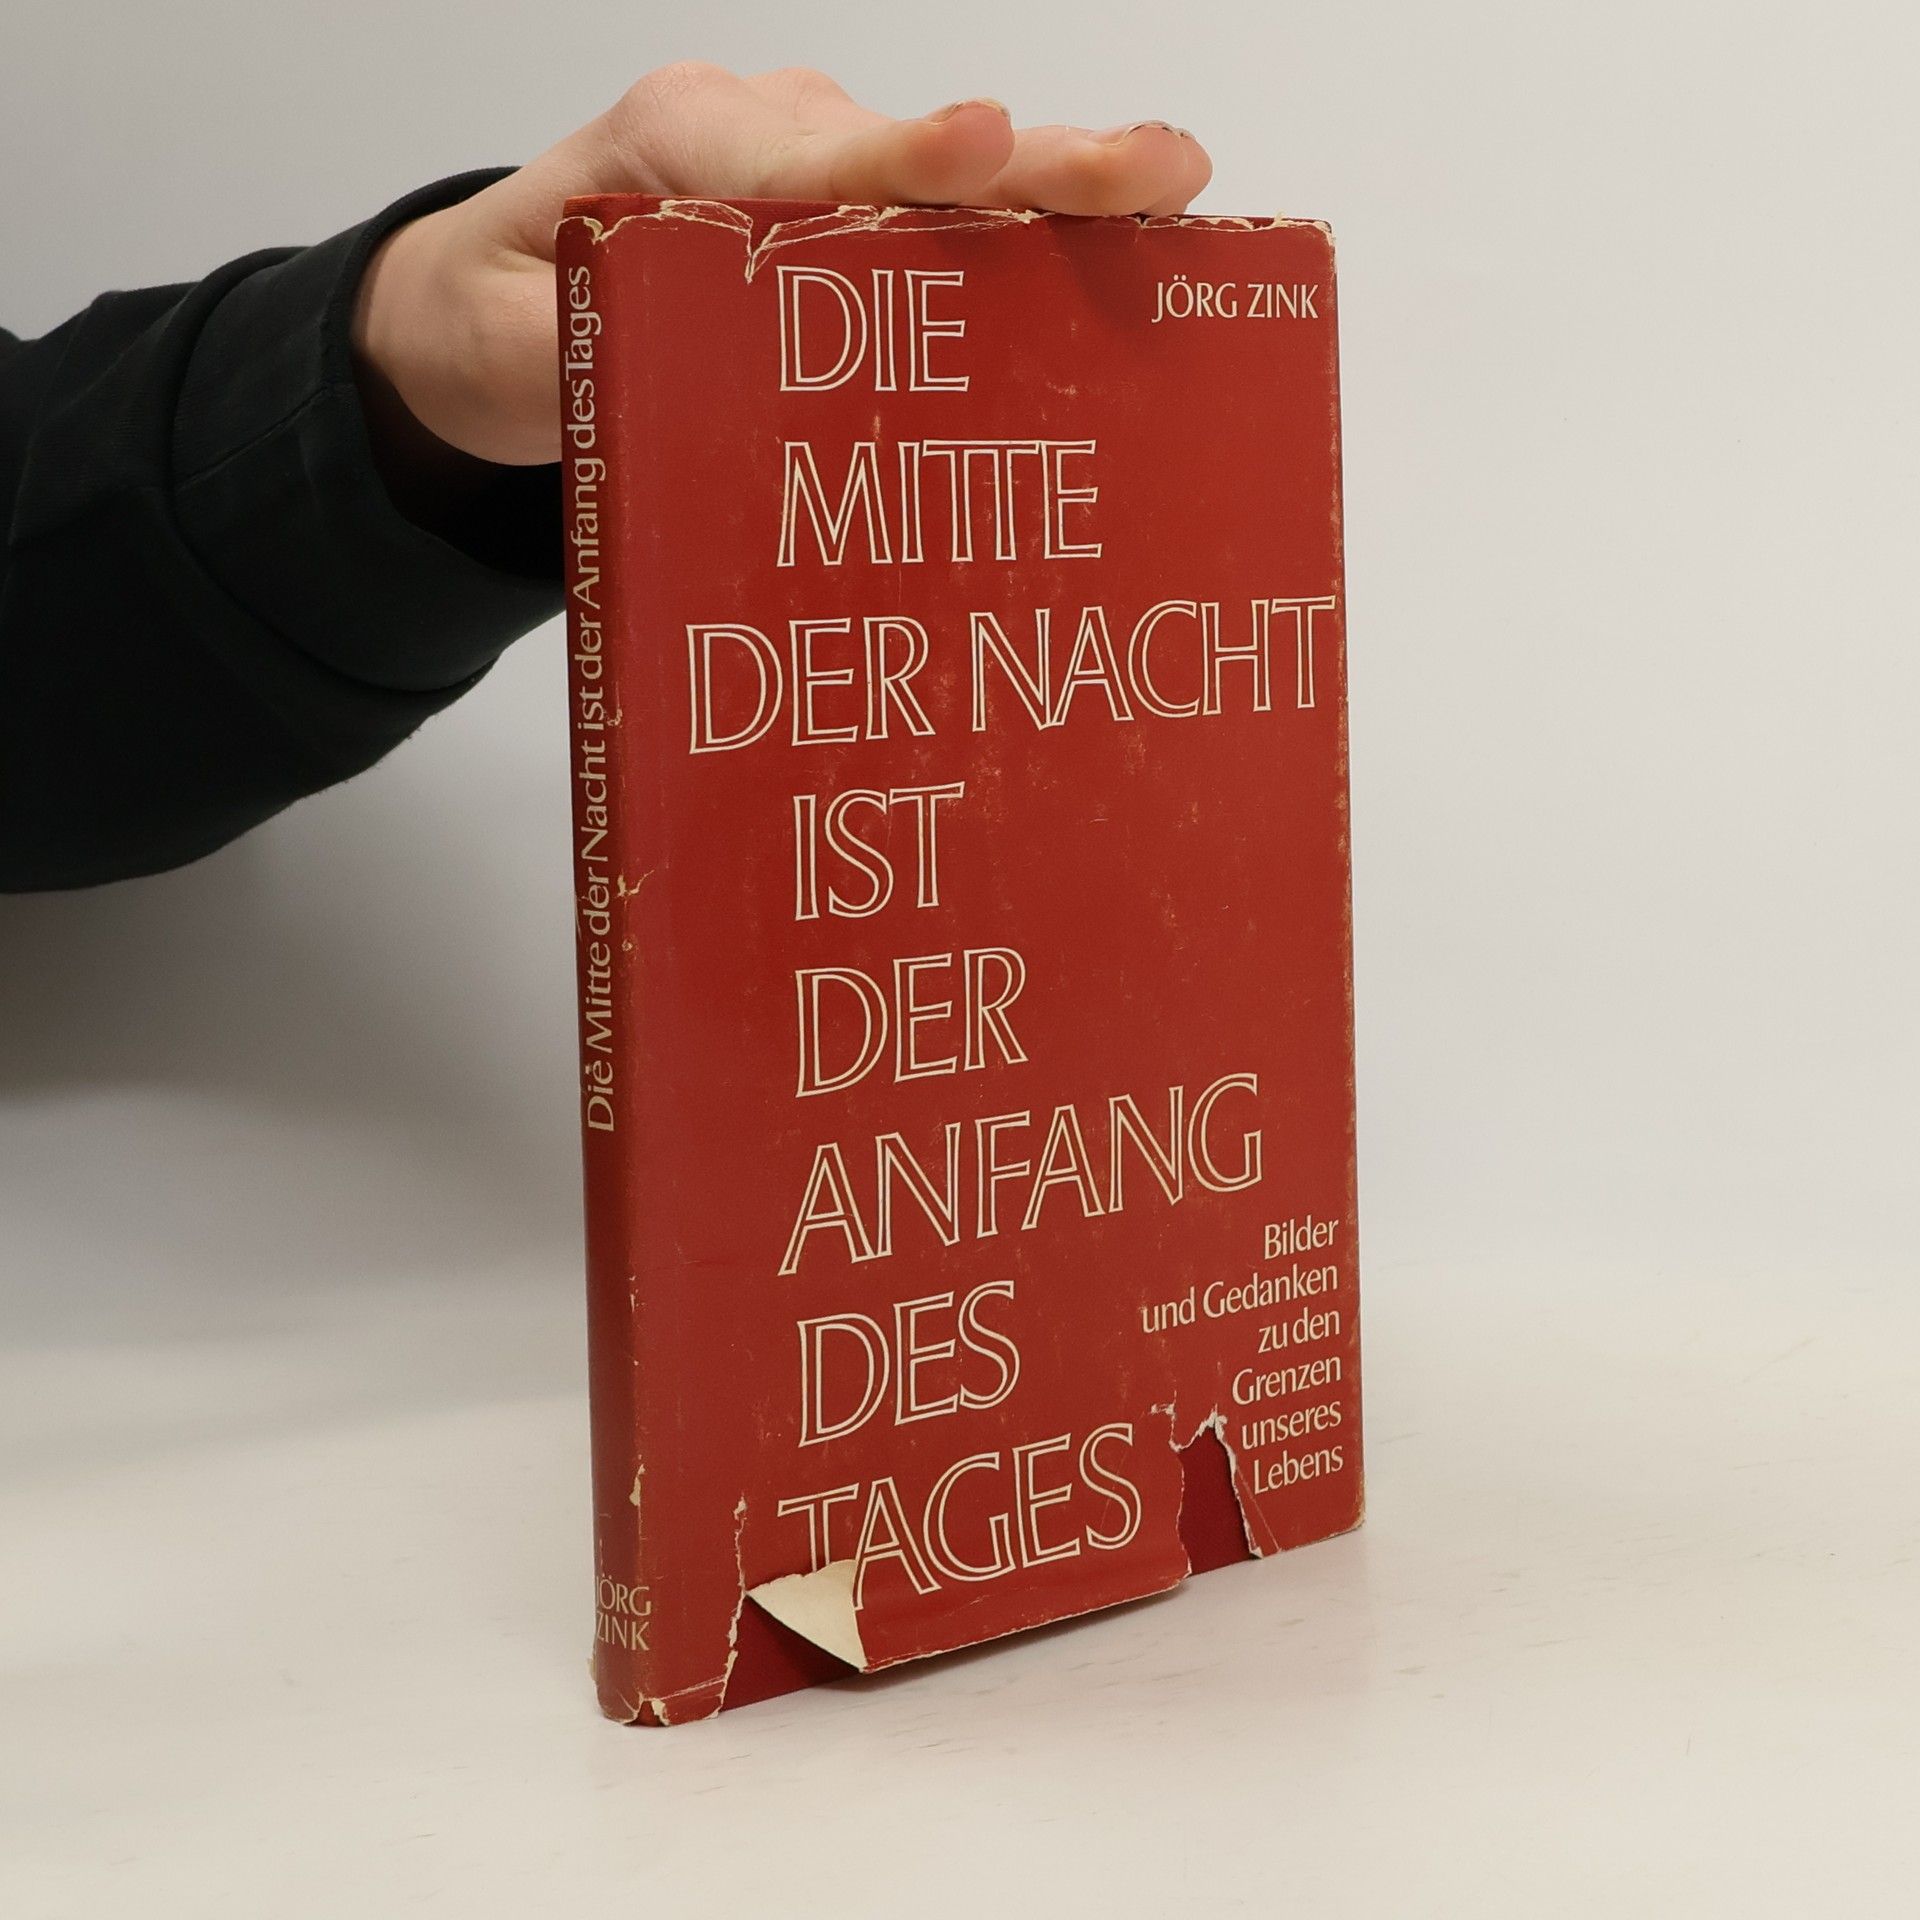 JÖRG ZINK
DIE
MITTE
DER NACHT
IST
DER
ANFANG
DES
TAGES
Bilder
und Gedanken
zu den
Grenzen
unseres
Lebens
Die Mitte der Nacht ist der Anfang des Tages
JÖRG
ZINK